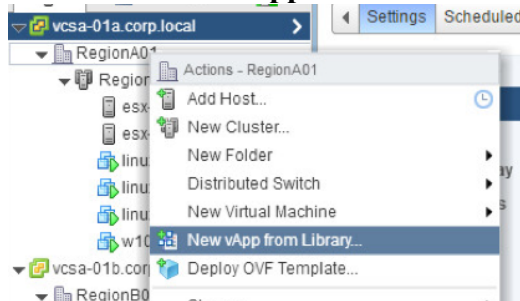 vcsa-01a.corp.local
Settings Scheduled
RegionA01
Region
Actions - RegionA01
esx-
Add Host...
esx-
New Cluster...
linu
New Folder
linu
Distributed Switch
linu
New Virtual Machine
w10
New vApp from Library...
vcsa-01b.corp
Deploy OVF Template...
RegionB0